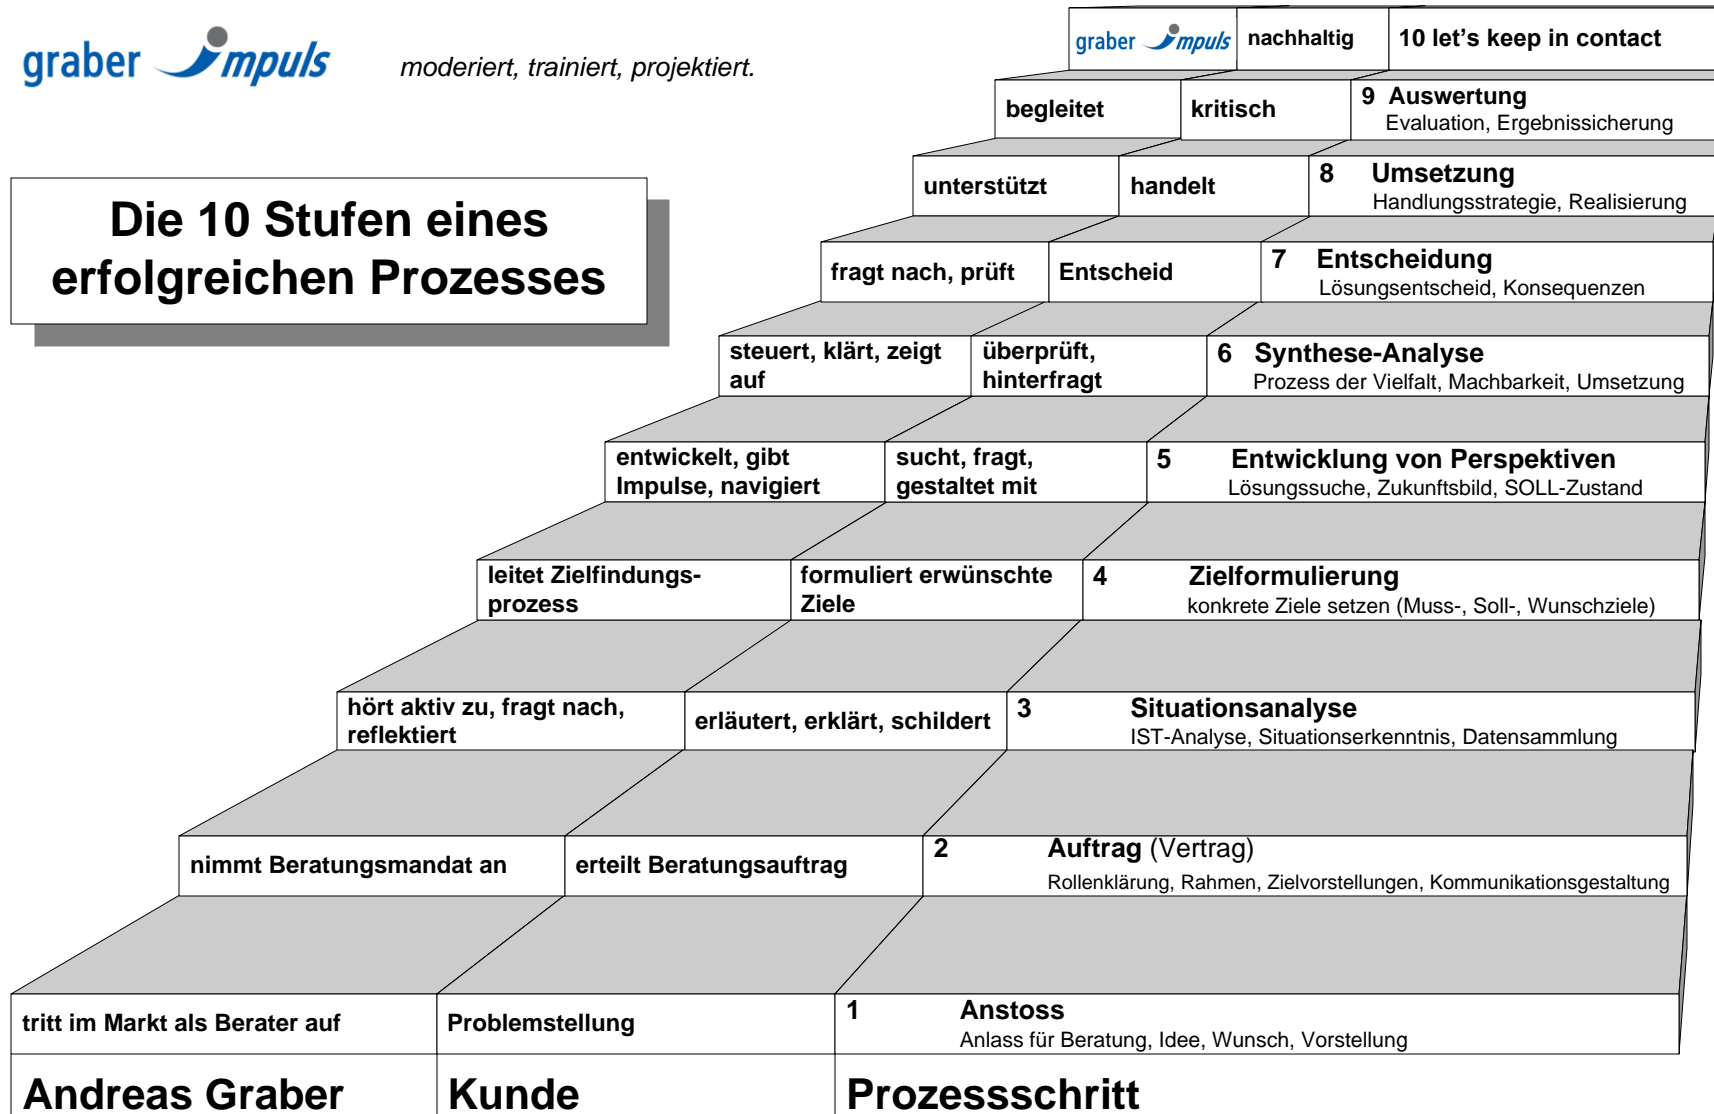 graber impuls
moderiert, trainiert, projektiert.
Die 10 Stufen eines
erfolgreichen Prozesses
graber impuls
nachhaltig
10 let's keep in contact
begleitet
kritisch
9 Auswertung
Evaluation, Ergebnissicherung
unterstützt
handelt
8 Umsetzung
Handlungsstrategie, Realisierung
fragt nach, prüft
Entscheid
7 Entscheidung
Lösungsentscheid, Konsequenzen
steuert, klärt, zeigt
auf
überprüft,
hinterfragt
6 Synthese-Analyse
Prozess der Vielfalt, Machbarkeit, Umsetzung
entwickelt, gibt
Impulse, navigiert
sucht, fragt,
gestaltet mit
5 Entwicklung von Perspektiven
Lösungssuche, Zukunftsbild, SOLL-Zustand
leitet Zielfindungs-
prozess
formuliert erwünschte
Ziele
4 Zielformulierung
konkrete Ziele setzen (Muss-, Soll-, Wunschziele)
hört aktiv zu, fragt nach,
reflektiert
erläutert, erklärt, schildert
3 Situationsanalyse
IST-Analyse, Situationserkenntnis, Datensammlung
nimmt Beratungsmandat an
erteilt Beratungsauftrag
2 Auftrag (Vertrag)
Rollenklärung, Rahmen, Zielvorstellungen, Kommunikationsgestaltung
tritt im Markt als Berater auf
Problemstellung
1 Anstoss
Anlass für Beratung, Idee, Wunsch, Vorstellung
Andreas Graber
Kunde
Prozessschritt